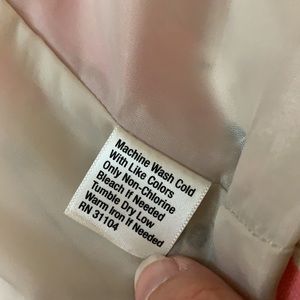 Machine Wash Cold
With Like Colors
Only Non-Chlorine
Bleach If Needed
Tumble Dry Low
Warm Iron If Needed
RN 31104